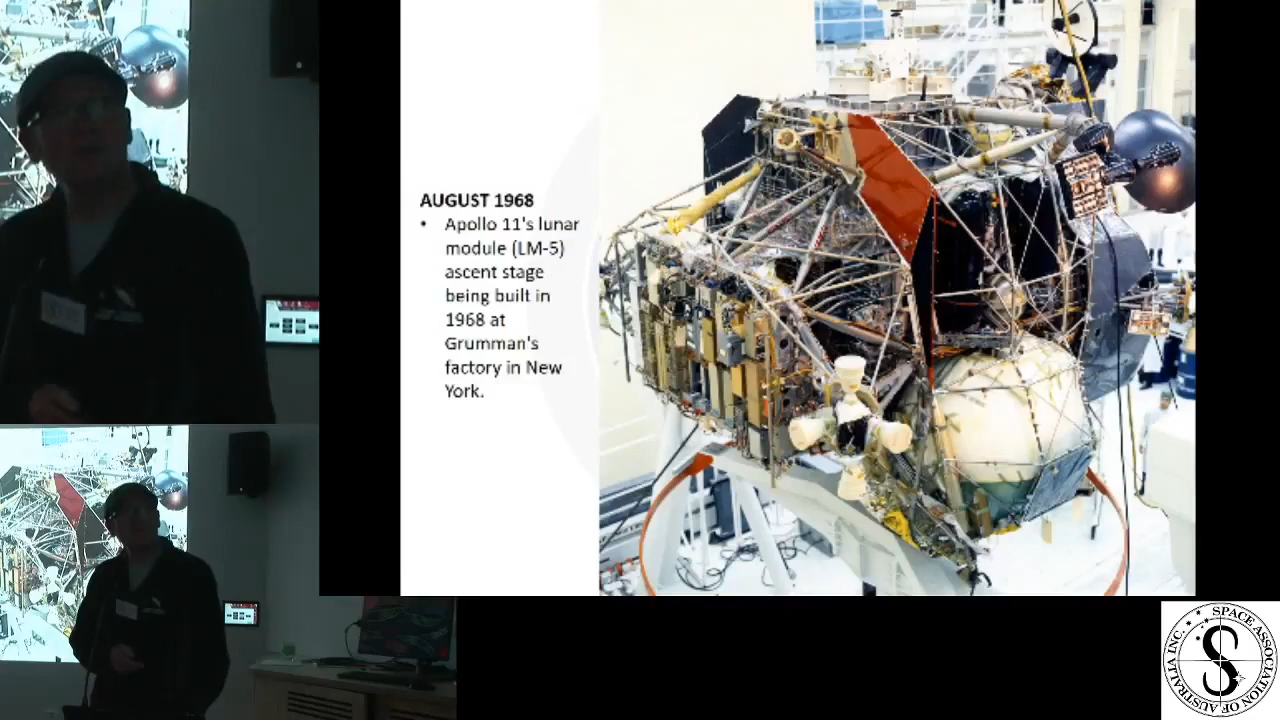 AUGUST 1968
• Apollo 11's lunar
module (LM-5)
ascent stage
being built in
1968 at
Grumman's
factory in New
York.
SPACE ASSOCIATION OF AUSTRALIA INC.
S